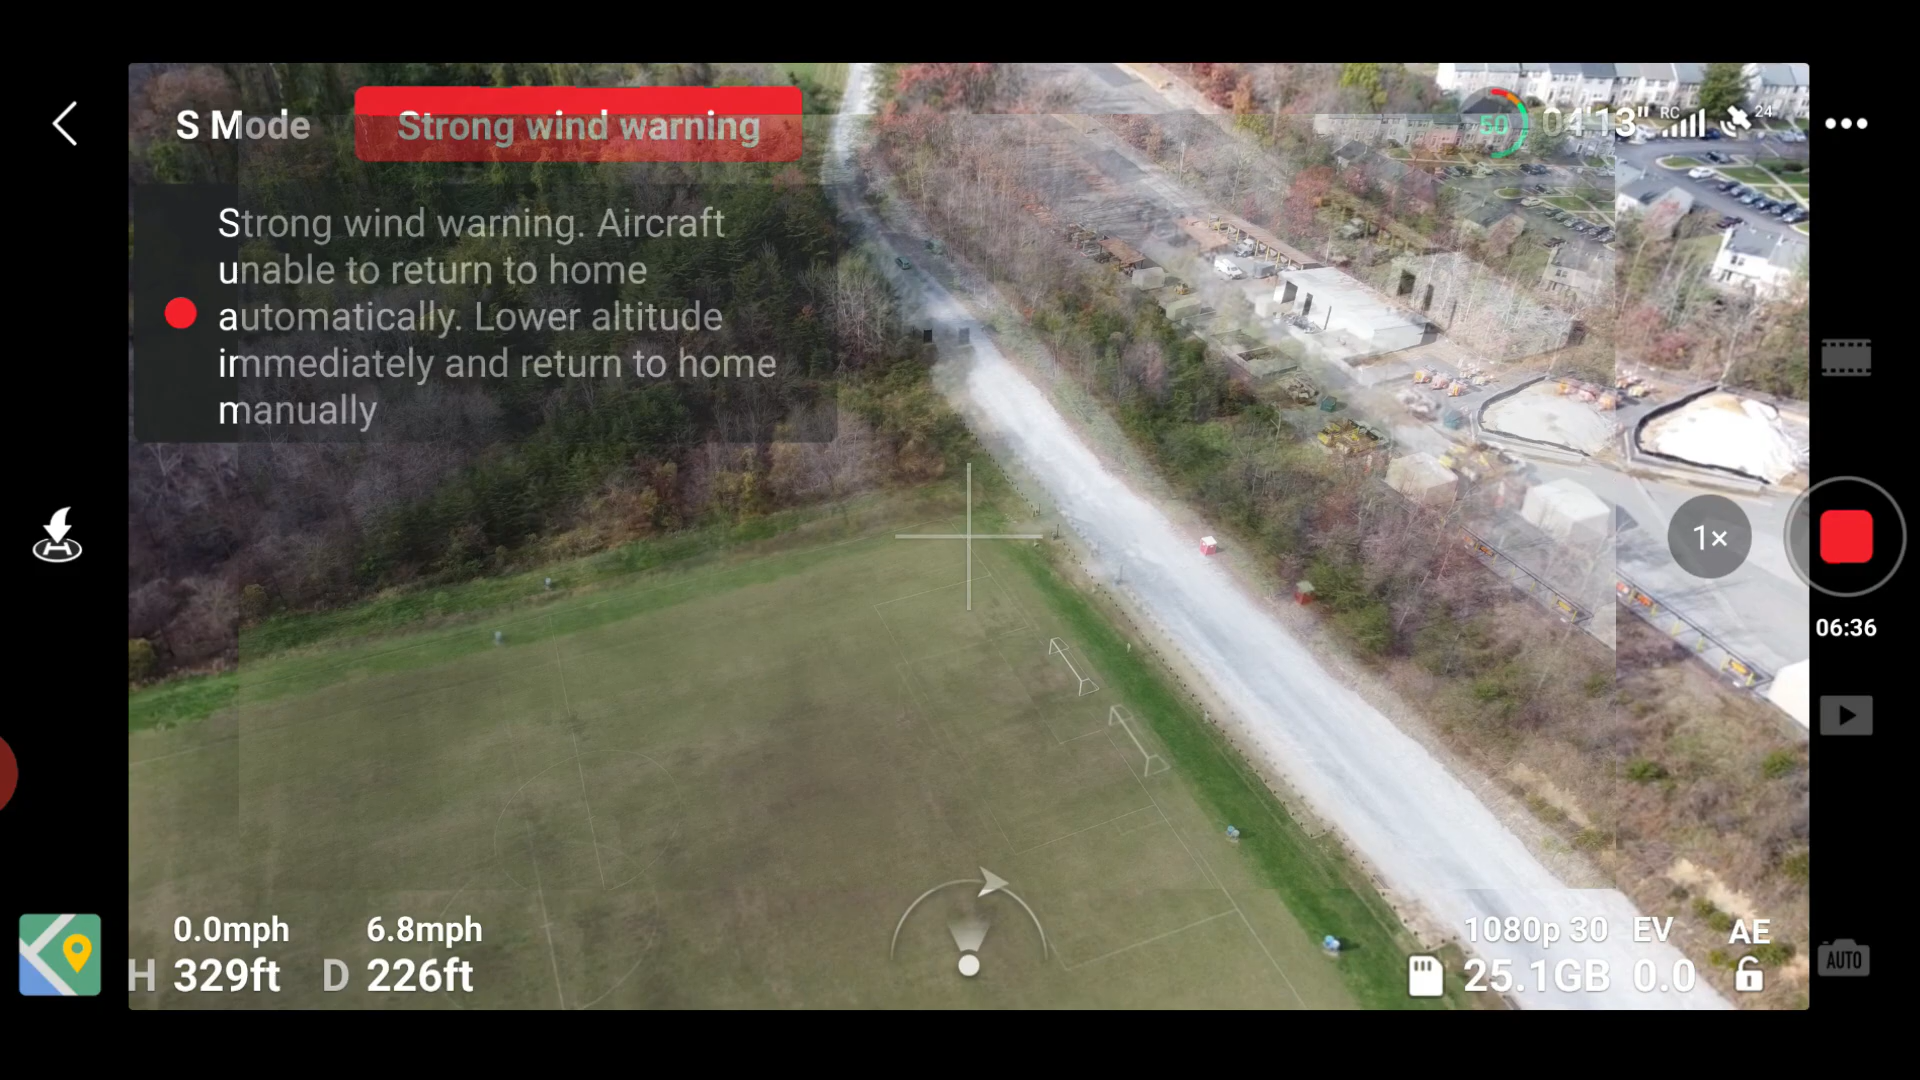 S Mode
Strong wind warning
50
04'13"
RC
24
Strong wind warning. Aircraft
unable to return to home
automatically. Lower altitude
immediately and return to home
manually
1×
06:36
0.0mph
6.8mph
H 329ft
D 226ft
1080p 30
EV
AE
25.1GB
0.0
AUTO